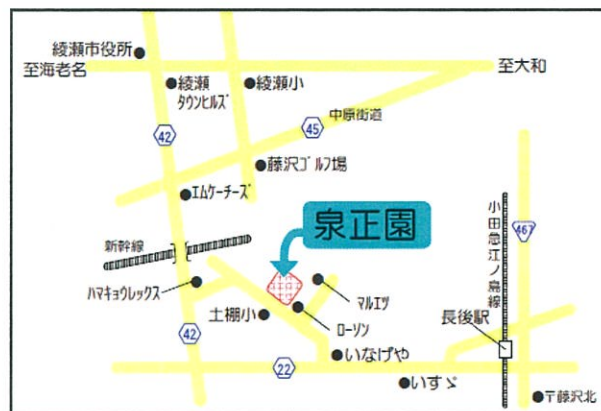 綾瀬市役所
至海老名
至大和
綾瀬
タウンヒルズ
綾瀬小
中原街道
42
45
藤沢ゴルフ場
エムケーチーズ
泉正園
小田急江ノ島線
467
新幹線
ハマキョウレックス
マルエツ
土棚小
ローソン
長後駅
42
いなげや
22
いすゞ
〒藤沢北